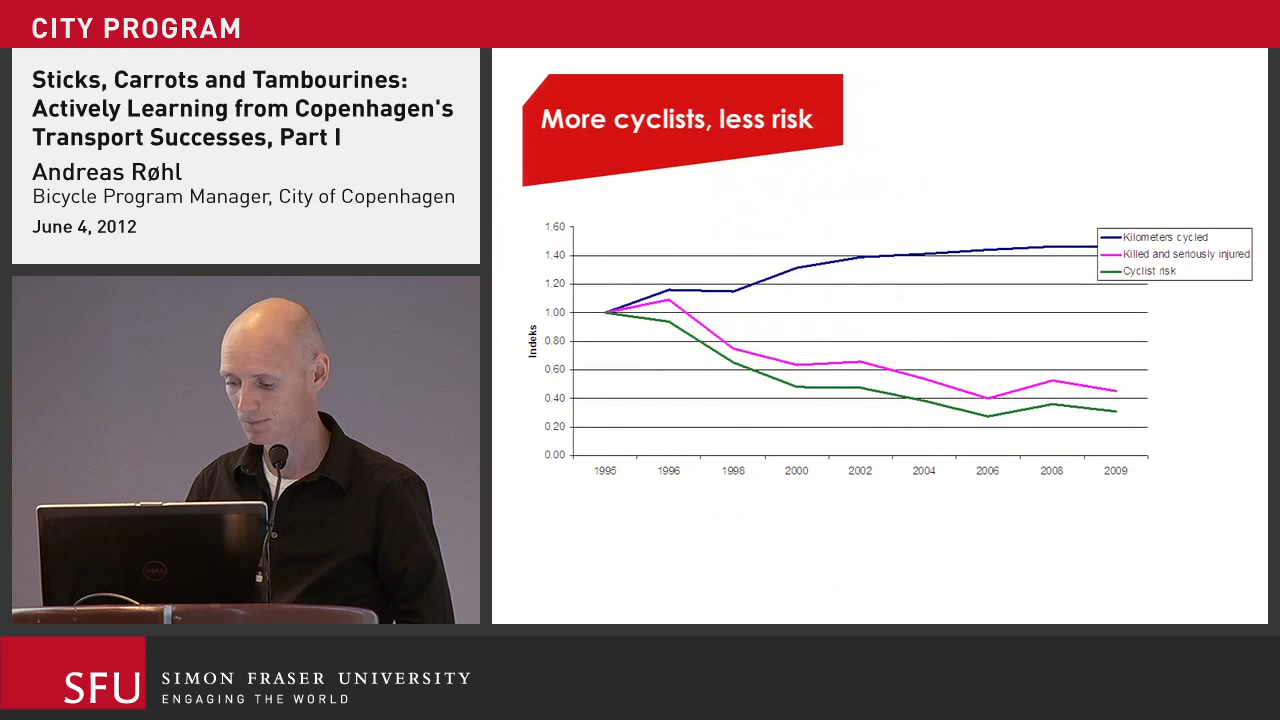 CITY PROGRAM
Sticks, Carrots and Tambourines:
Actively Learning from Copenhagen's
Transport Successes, Part I
Andreas Røhl
Bicycle Program Manager, City of Copenhagen
June 4, 2012
More cyclists, less risk
1.60
1.40
1.20
1.00
0.80
0.60
0.40
0.20
0.00
Indeks
1995 1996 1998 2000 2002 2004 2006 2008 2009
Kilometers cycled
Killed and seriously injured
Cyclist risk
DELL
SFU
SIMON FRASER UNIVERSITY
ENGAGING THE WORLD